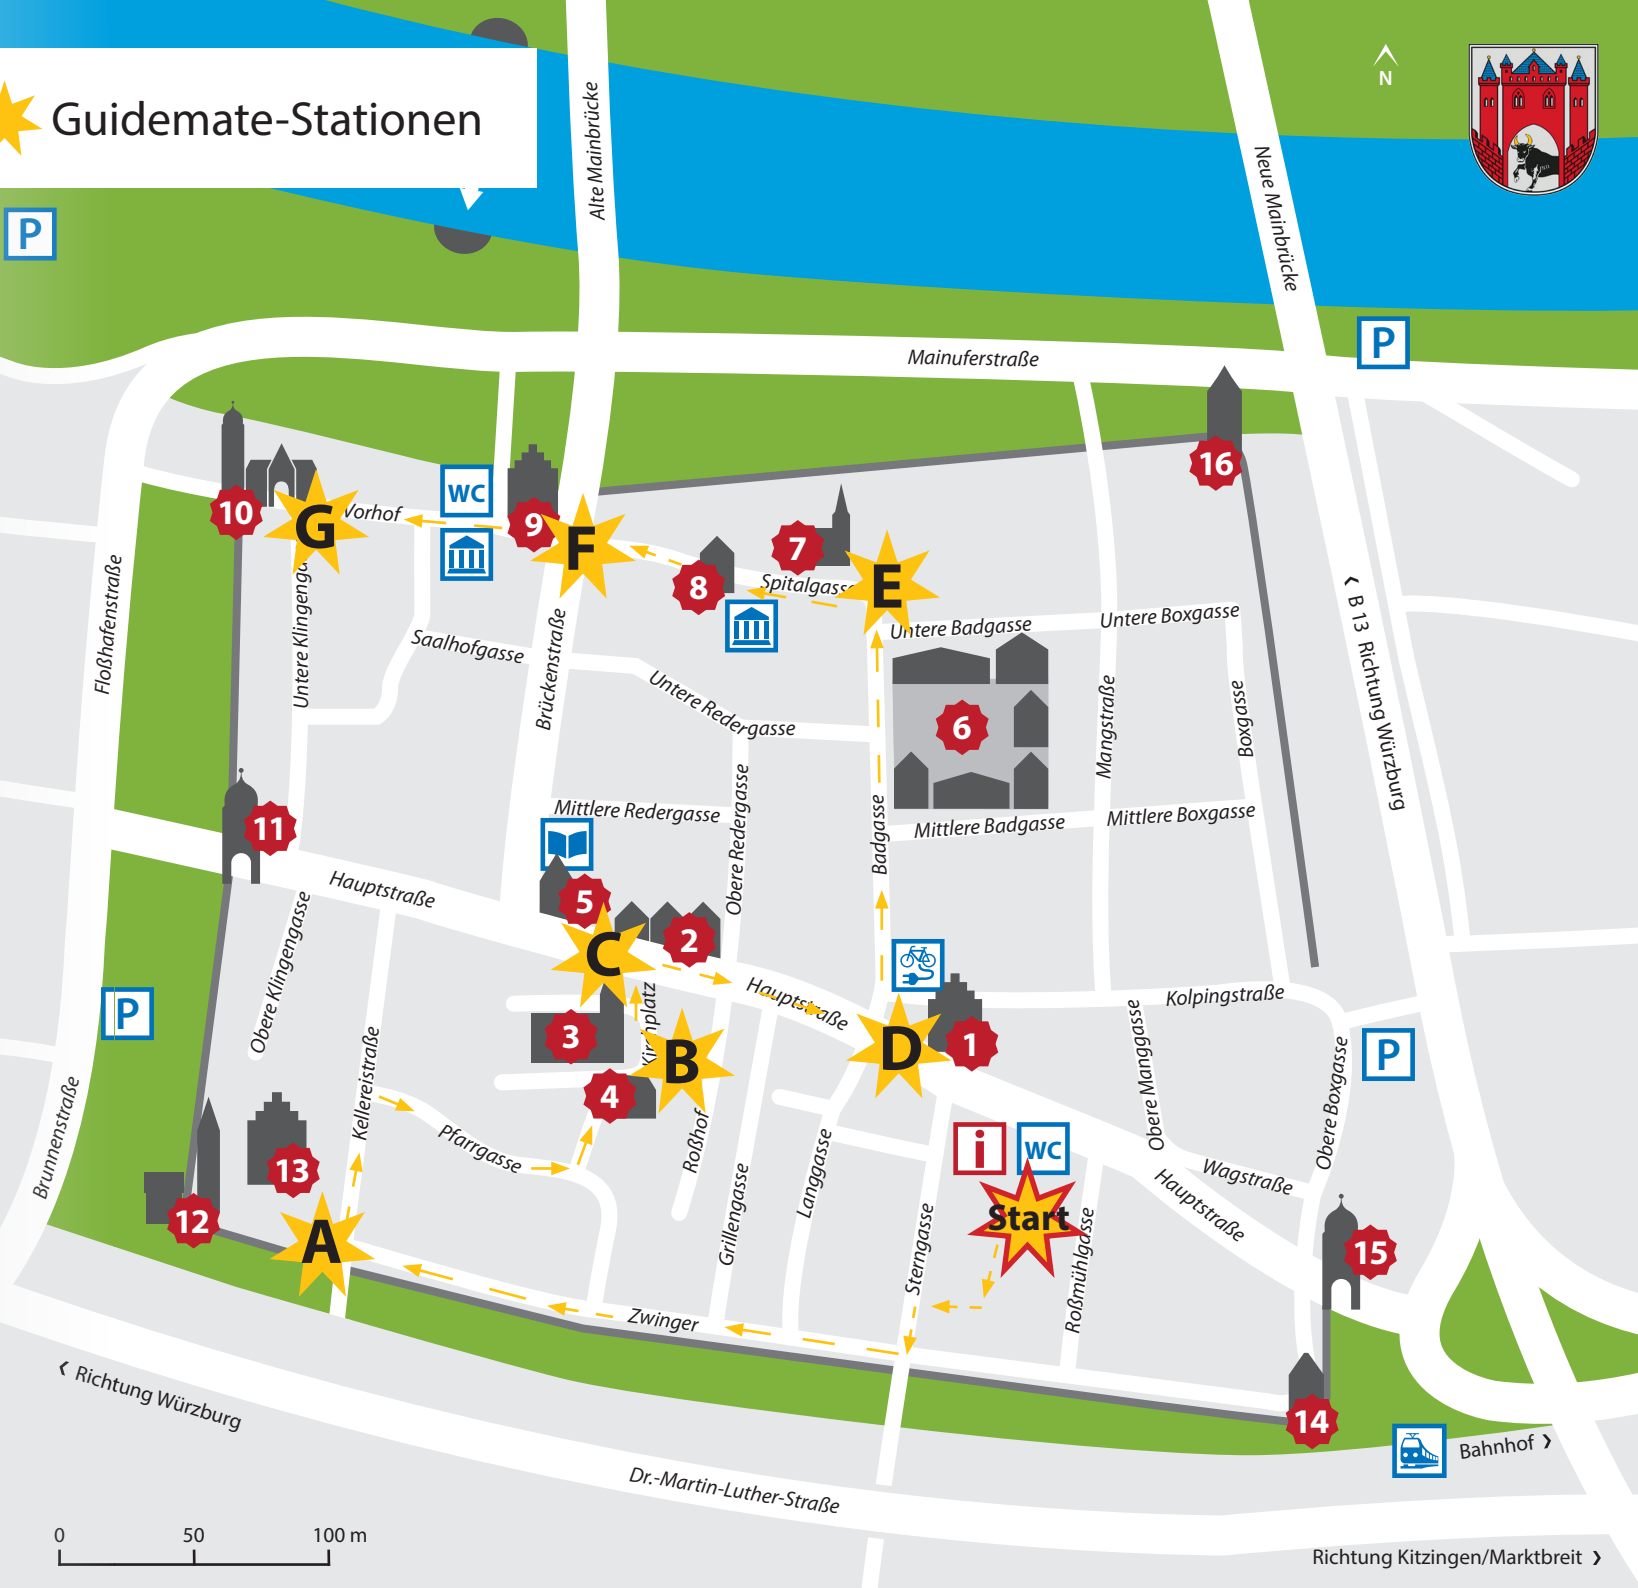 Guidemate-Stationen
N
P
Alte Mainbrücke
Neue Mainbrücke
P
Mainuferstraße
16
10
G
Vorhof
WC
9
F
7
E
8
Spitalgasse
Untere Badgasse
Untere Boxgasse
Floßhafenstraße
Saalhofgasse
Brückenstraße
Untere Redergasse
6
Mangstraße
Boxgasse
B 13 Richtung Würzburg
11
Mittlere Redergasse
Obere Redergasse
Badgasse
Mittlere Badgasse
Mittlere Boxgasse
Hauptstraße
5
2
C
Obere Klingengasse
P
Hauptstraße
Kolpingstraße
3
B
D
1
P
4
Kellereistraße
Obere Manggasse
Obere Boxgasse
Brunnenstraße
Pfarrgasse
Roßhof
Langgasse
i
WC
13
Grillengasse
Wagstraße
Hauptstraße
12
A
Sterngasse
Start
Roßmühlgasse
15
Zwinger
Richtung Würzburg
14
Bahnhof
Dr.-Martin-Luther-Straße
0 50 100 m
Richtung Kitzingen/Marktbreit